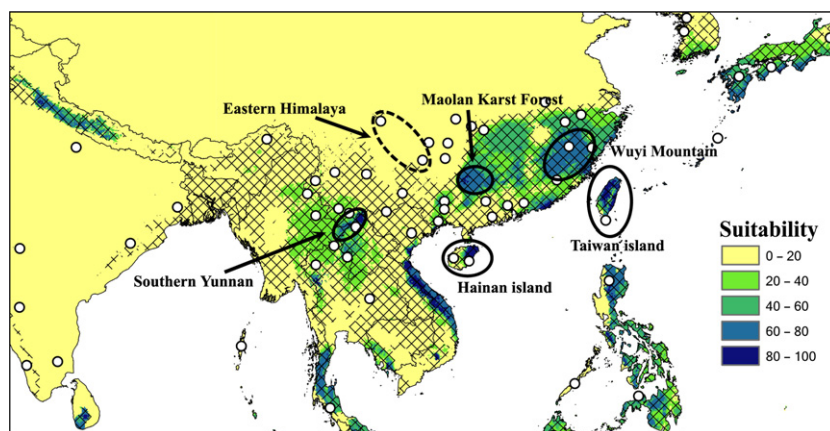 Eastern Himalaya
Maolan Karst Forest
Wuyi Mountain
Taiwan island
Southern Yunnan
Hainan island
Suitability
0 – 20
20 – 40
40 – 60
60 – 80
80 – 100